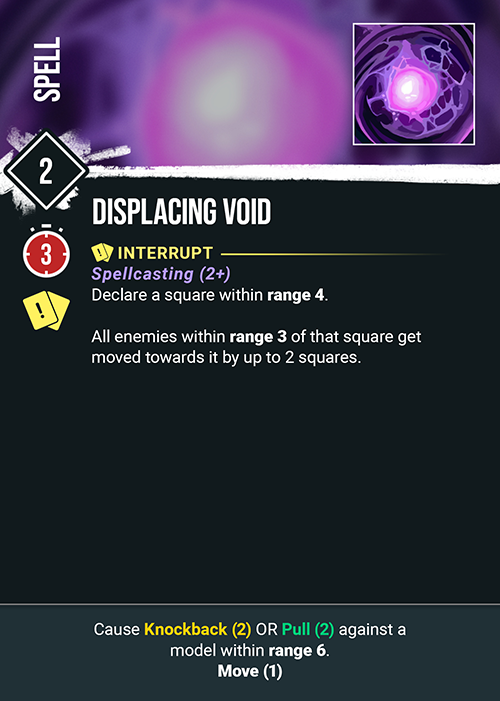 SPELL
2
DISPLACING VOID
3
! INTERRUPT
Spellcasting (2+)
Declare a square within range 4.
!
All enemies within range 3 of that square get
moved towards it by up to 2 squares.
Cause Knockback (2) OR Pull (2) against a
model within range 6.
Move (1)